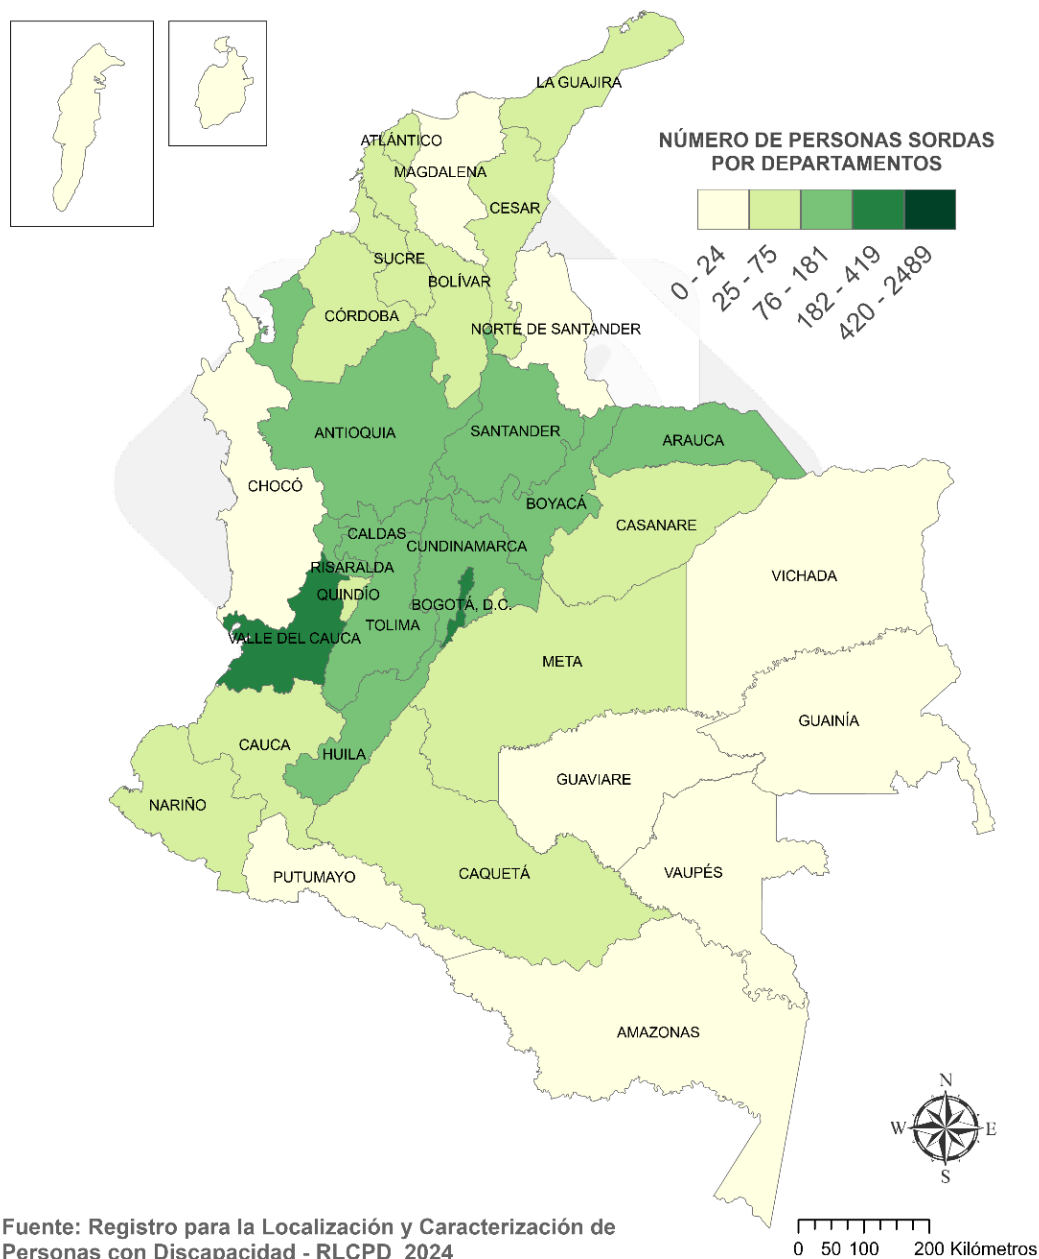 LA GUAJIRA
NÚMERO DE PERSONAS SORDAS
POR DEPARTAMENTOS
0 - 24
25 - 75
76 - 181
182 - 419
420 - 2489
ATLÁNTICO
MAGDALENA
CESAR
SUCRE
BOLÍVAR
CÓRDOBA
NORTE DE SANTANDER
ANTIOQUIA
SANTANDER
ARAUCA
CHOCÓ
BOYACÁ
CASANARE
CALDAS
CUNDINAMARCA
RISARALDA
VICHADA
QUINDÍO
BOGOTÁ, D.C.
TOLIMA
VALLE DEL CAUCA
META
GUAINÍA
CAUCA
HUILA
GUAVIARE
NARIÑO
PUTUMAYO
CAQUETÁ
VAUPÉS
AMAZONAS
N
W E
S
Fuente: Registro para la Localización y Caracterización de
Personas con Discapacidad - RLCPD 2024
0 50 100 200 Kilómetros